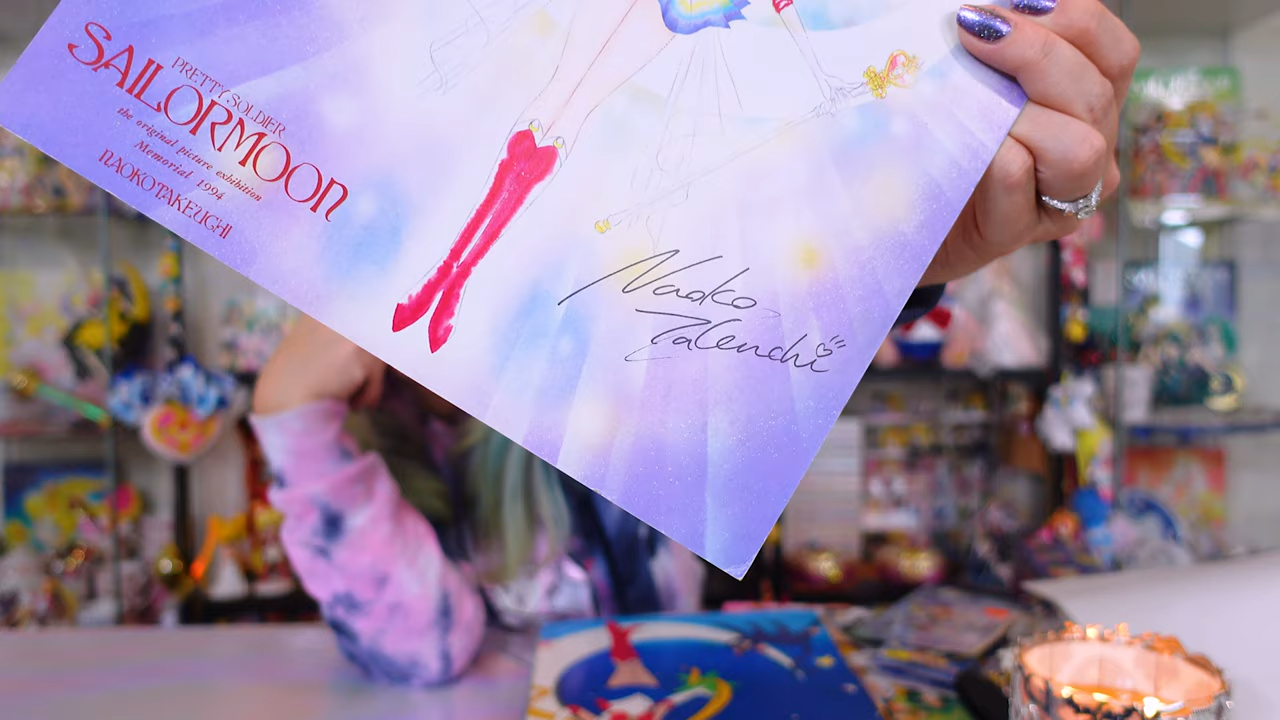 PRETTY SOLDIER
SAILORMOON
the original picture exhibition
Memorial 1994
NAOKO TAKEUCHI
Naoko
Takeuchi